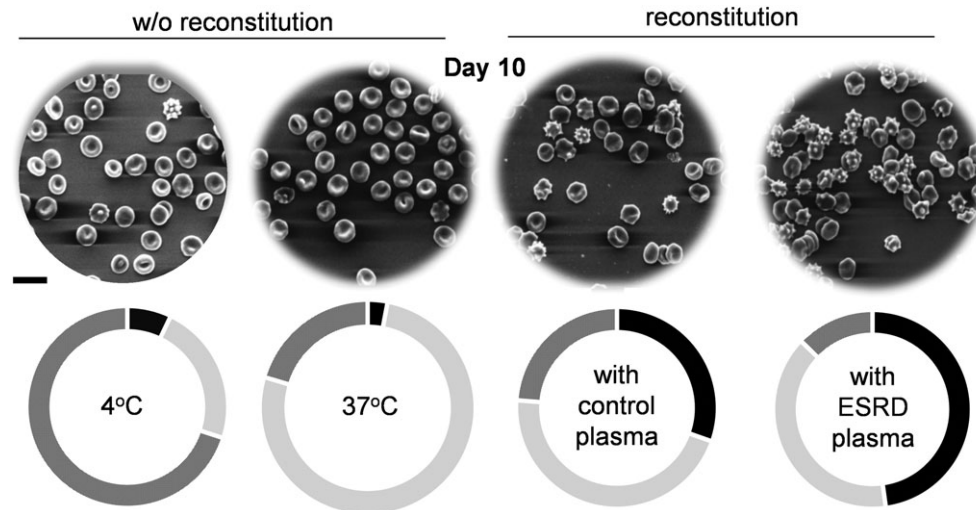 w/o reconstitution
reconstitution
Day 10
4°C
37°C
with
control
plasma
with
ESRD
plasma